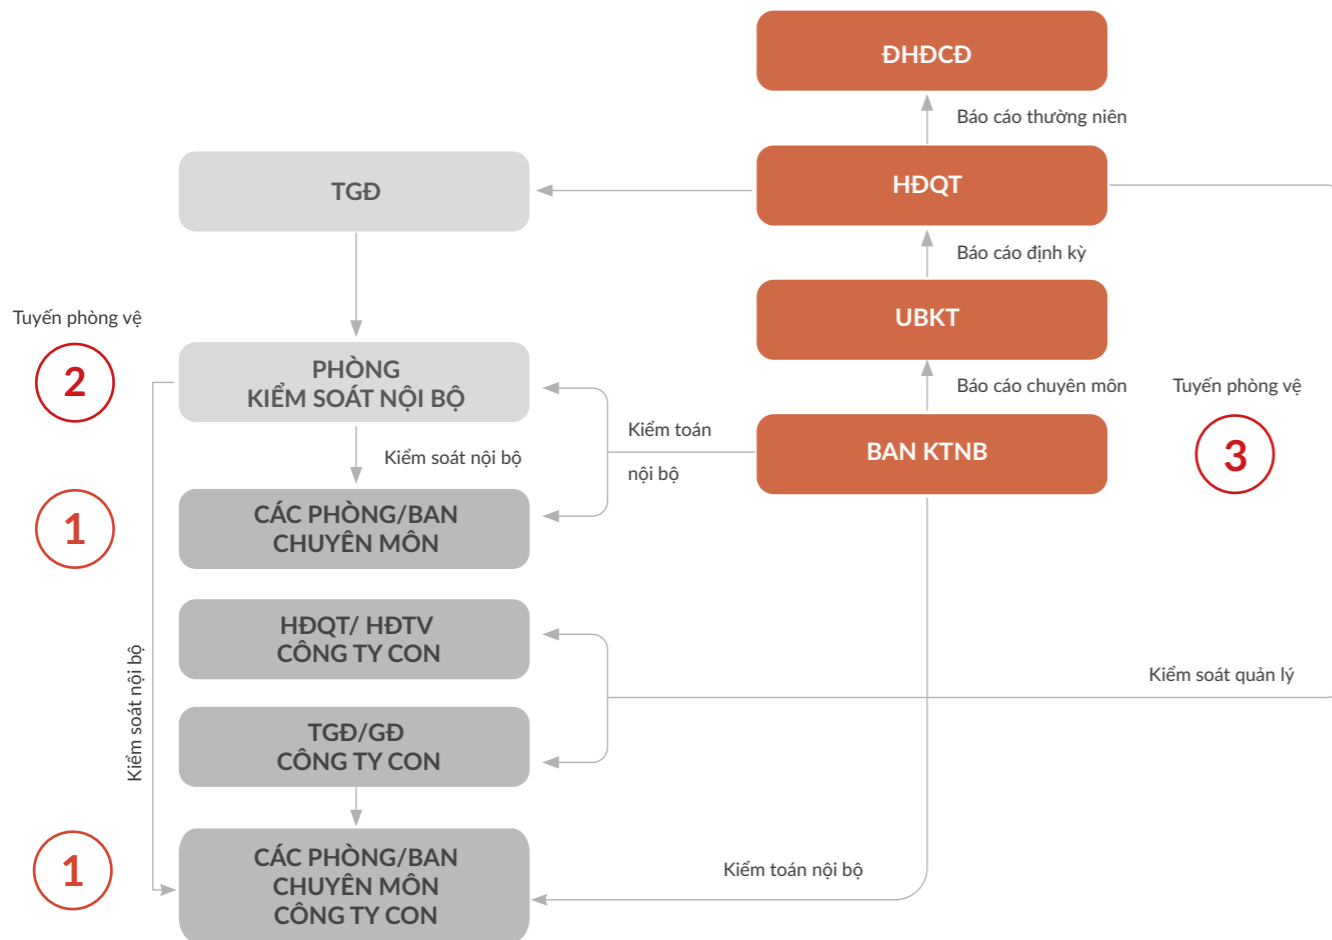 ĐHĐCĐ
Báo cáo thường niên
TGĐ
HĐQT
Báo cáo định kỳ
Tuyến phòng vệ
2
PHÒNG
KIỂM SOÁT NỘI BỘ
UBKT
Báo cáo chuyên môn
Tuyến phòng vệ
3
Kiểm soát nội bộ
Kiểm toán
nội bộ
BAN KTNB
1
CÁC PHÒNG/BAN
CHUYÊN MÔN
HĐQT/ HĐTV
CÔNG TY CON
Kiểm soát nội bộ
Kiểm soát quản lý
TGĐ/GĐ
CÔNG TY CON
1
CÁC PHÒNG/BAN
CHUYÊN MÔN
CÔNG TY CON
Kiểm toán nội bộ